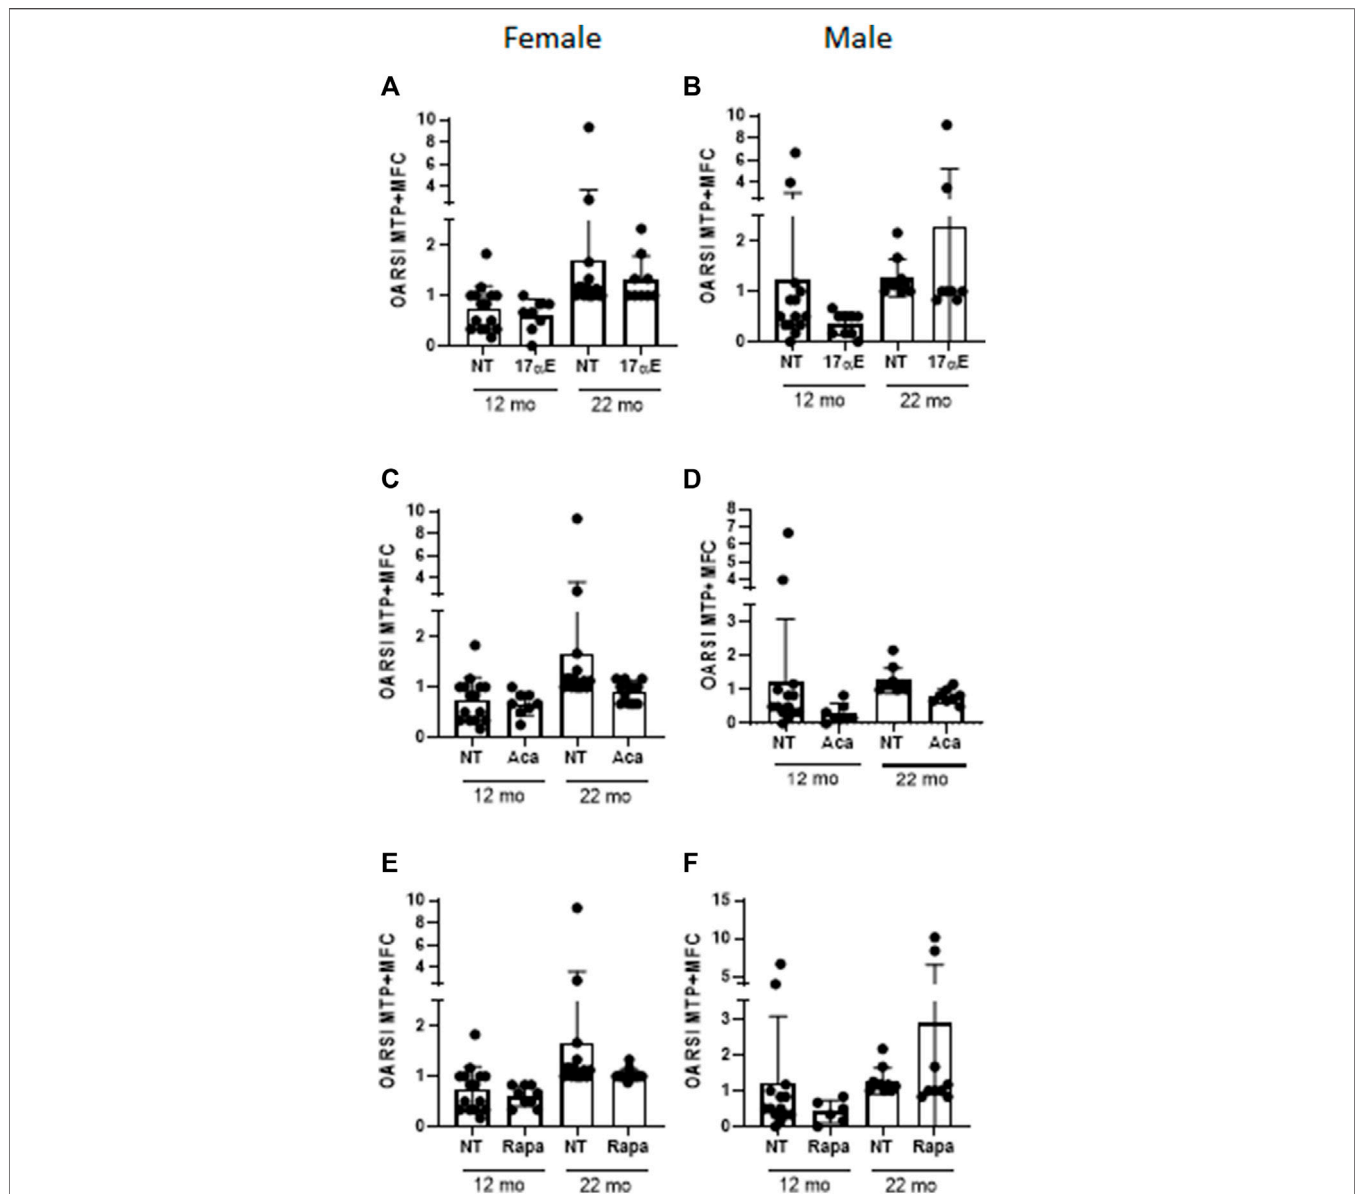 Female Male
A
10
8
6
4
2
1
0
OARSI MTP+MFC
NT 17αE NT 17αE
12 mo 22 mo
B
10
8
6
4
2
1
0
OARSI MTP+MFC
NT 17αE NT 17αE
12 mo 22 mo
C
10
8
6
4
2
1
0
OARSI MTP+MFC
NT Aca NT Aca
12 mo 22 mo
D
8
7
6
5
4
3
2
1
0
OARSI MTP+MFC
NT Aca NT Aca
12 mo 22 mo
E
10
8
6
4
2
1
0
OARSI MTP+MFC
NT Rapa NT Rapa
12 mo 22 mo
F
15
10
5
3
2
1
0
OARSI MTP+MFC
NT Rapa NT Rapa
12 mo 22 mo